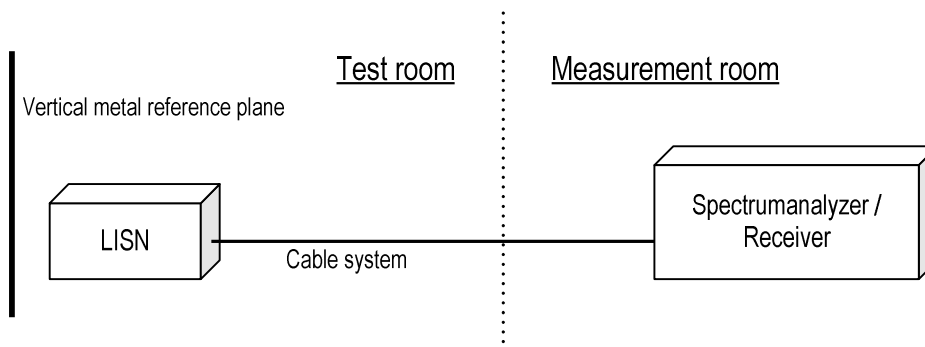 Test room
Measurement room
Vertical metal reference plane
LISN
Cable system
Spectrumanalyzer /
Receiver